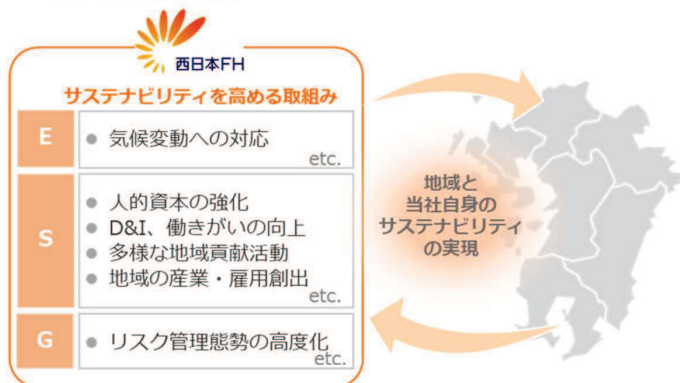 西日本FH
サステナビリティを高める取組み
E
● 気候変動への対応
etc.
S
● 人的資本の強化
● D&I、働きがいの向上
● 多様な地域貢献活動
● 地域の産業・雇用創出
etc.
G
● リスク管理態勢の高度化
etc.
地域と
当社自身の
サステナビリティ
の実現